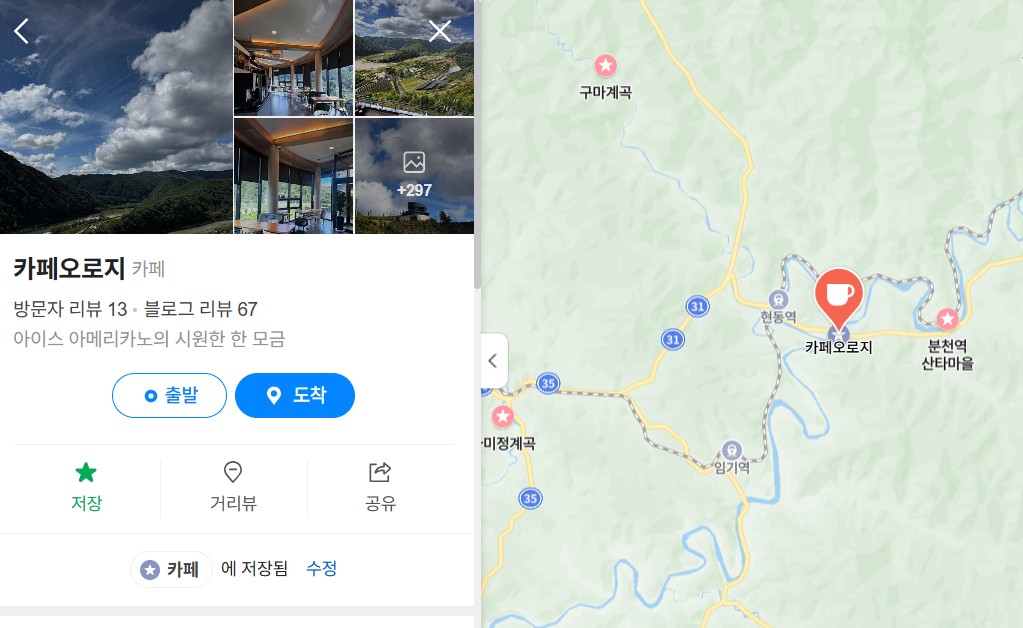 +297
카페오로지 카페
방문자 리뷰 13 • 블로그 리뷰 67
아이스 아메리카노의 시원한 한 모금
출발
도착
저장
거리뷰
공유
카페 에 저장됨 수정
구마계곡
31
현동역
카페오로지
분천역
산타마을
31
35
미정계곡
임기역
35